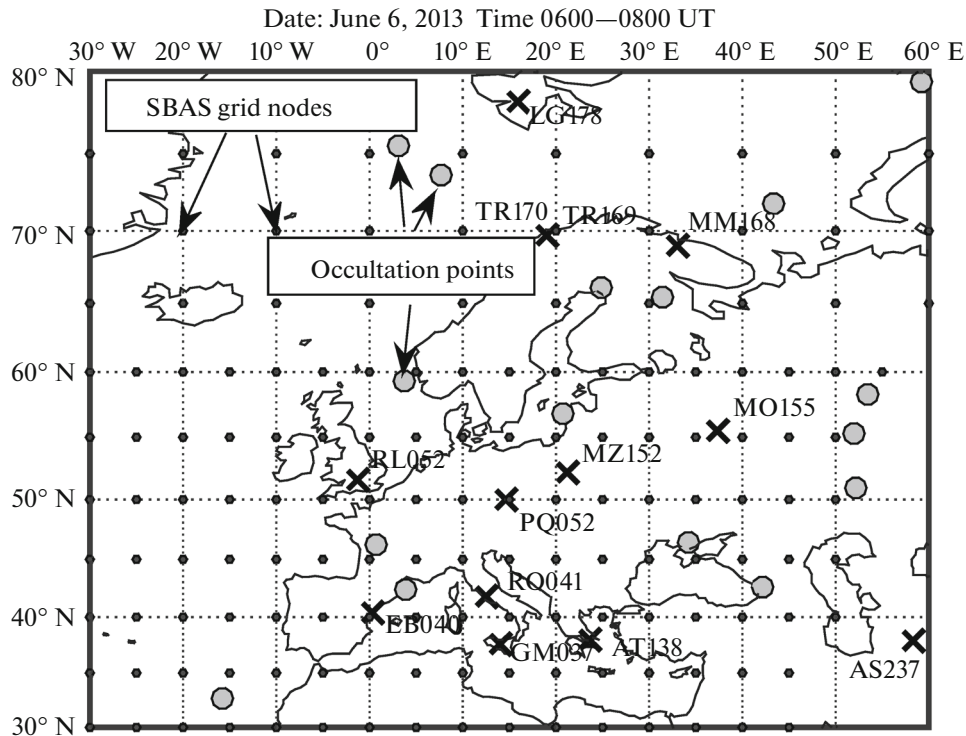 Date: June 6, 2013 Time 0600—0800 UT
30° W 20° W 10° W 0° 10° E 20° E 30° E 40° E 50° E 60° E
80° N
SBAS grid nodes
LG178
70° N
TR170 TR169 MM168
Occultation points
60° N
MO155
RL052 MZ152
50° N
PQ052
RO041
40° N
EB040
GM037 AT138
AS237
30° N